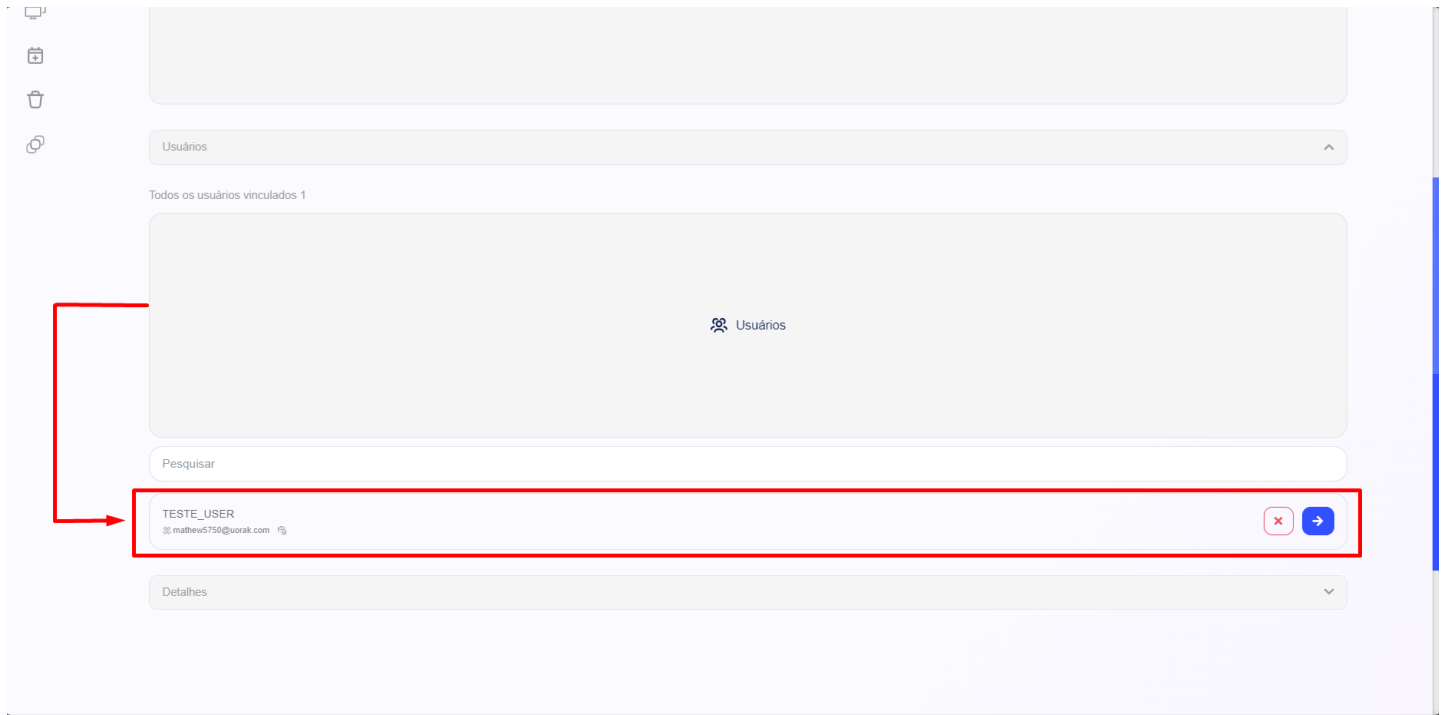 Usuários
Todos os usuários vinculados 1
Usuários
Pesquisar
TESTE_USER
mathew5750@uorak.com
Detalhes